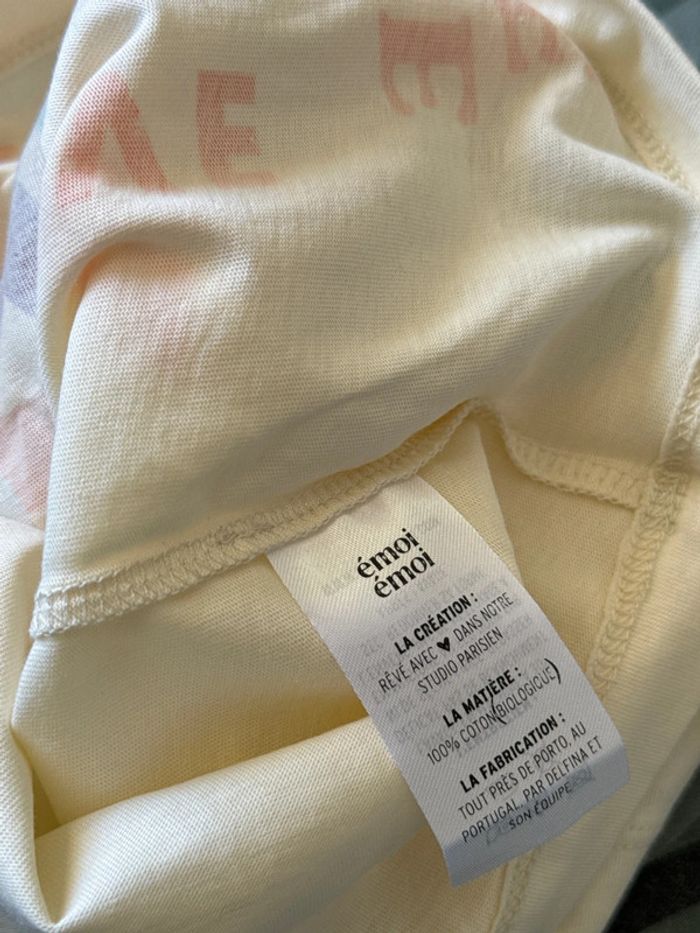 émoi
émoi
LA CRÉATION :
RÊVÉ AVEC ♥ DANS NOTRE
STUDIO PARISIEN
LA MATIÈRE :
100% COTON (BIOLOGIQUE)
LA FABRICATION :
TOUT PRÈS DE PORTO, AU
PORTUGAL, PAR DELFINA ET
SON ÉQUIPE